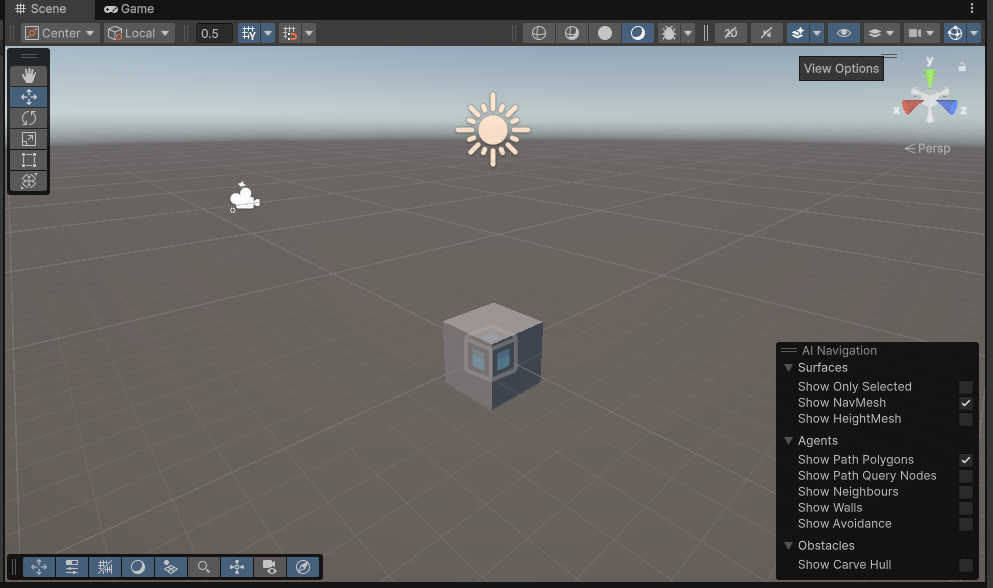 Scene
Game
Center
Local
0.5
2D
View Options
y
x
z
Persp
AI Navigation
Surfaces
Show Only Selected
Show NavMesh
Show HeightMesh
Agents
Show Path Polygons
Show Path Query Nodes
Show Neighbours
Show Walls
Show Avoidance
Obstacles
Show Carve Hull